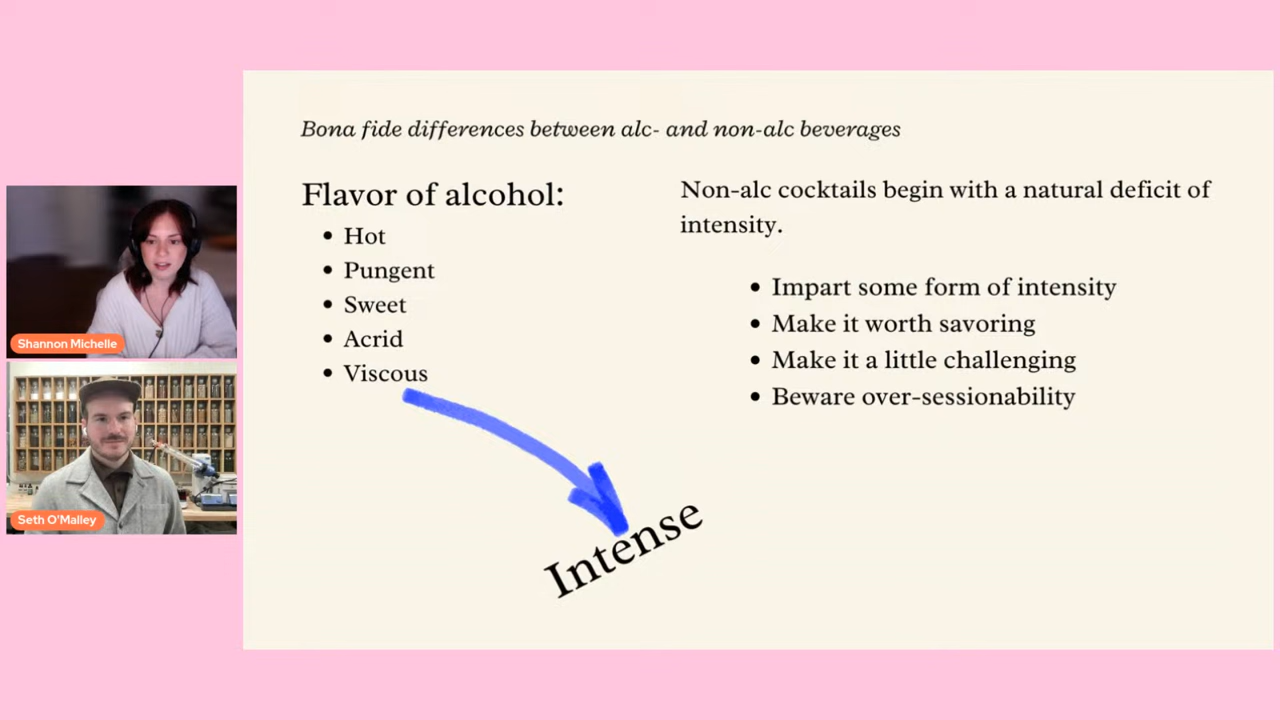 Bona fide differences between alc- and non-alc beverages
Flavor of alcohol:
• Hot
• Pungent
• Sweet
• Acrid
• Viscous
Intense
Non-alc cocktails begin with a natural deficit of
intensity.
• Impart some form of intensity
• Make it worth savoring
• Make it a little challenging
• Beware over-sessionability
Shannon Michelle
Seth O'Malley